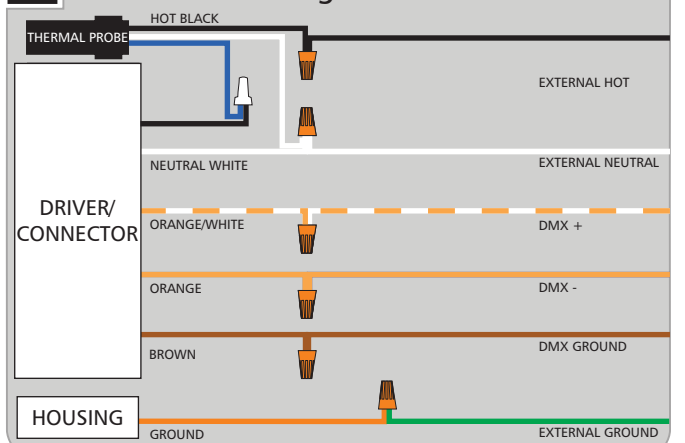 HOT BLACK
THERMAL PROBE
EXTERNAL HOT
NEUTRAL WHITE
EXTERNAL NEUTRAL
DRIVER/
CONNECTOR
ORANGE/WHITE
DMX +
ORANGE
DMX -
BROWN
DMX GROUND
HOUSING
GROUND
EXTERNAL GROUND